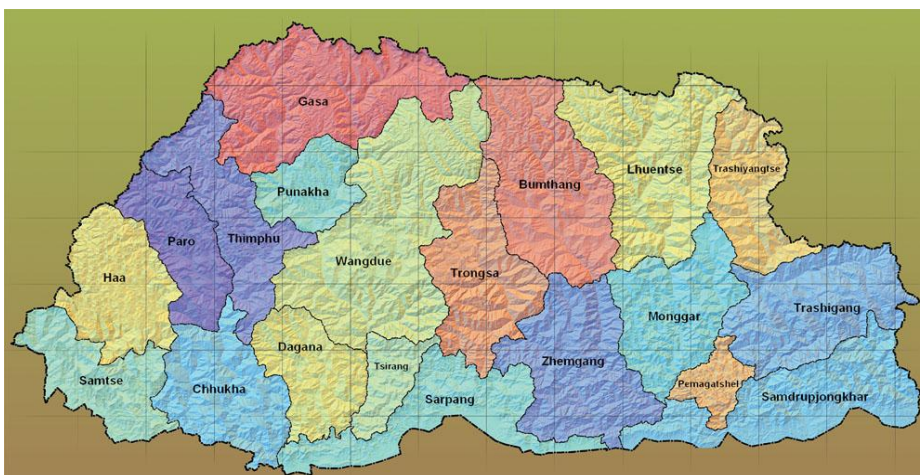 Gasa
Punakha
Bumthang
Lhuentse
Trashiyangtse
Paro
Thimphu
Wangdue
Trongsa
Haa
Monggar
Trashigang
Dagana
Tsirang
Zhemgang
Samtse
Chhukha
Sarpang
Pemagatshel
Samdrupjongkhar